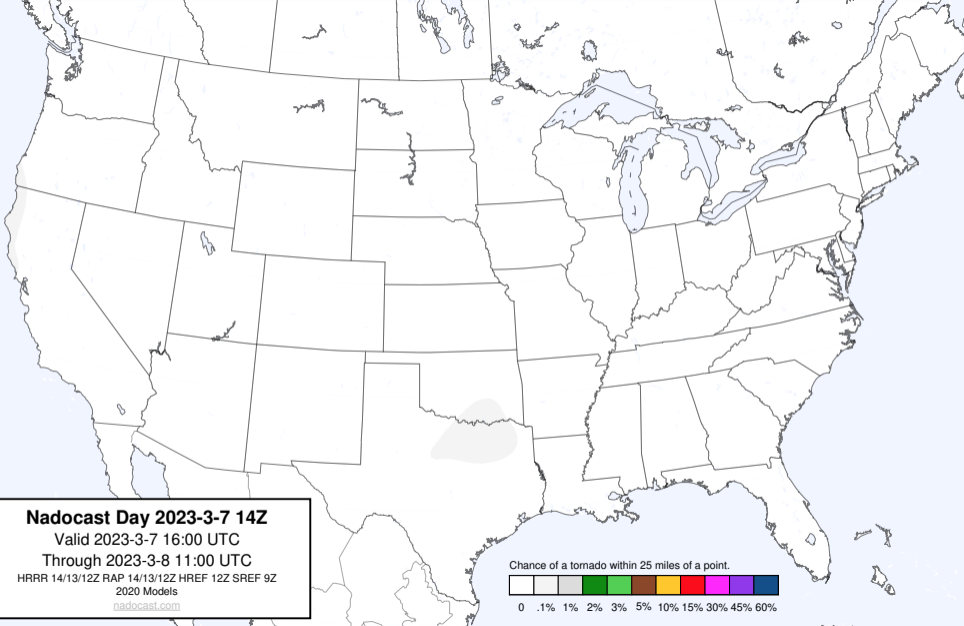 Nadocast Day 2023-3-7 14Z
Valid 2023-3-7 16:00 UTC
Through 2023-3-8 11:00 UTC
HRRR 14/13/12Z RAP 14/13/12Z HREF 12Z SREF 9Z
2020 Models
nadocast.com
Chance of a tornado within 25 miles of a point.
0 .1% 1% 2% 3% 5% 10% 15% 30% 45% 60%